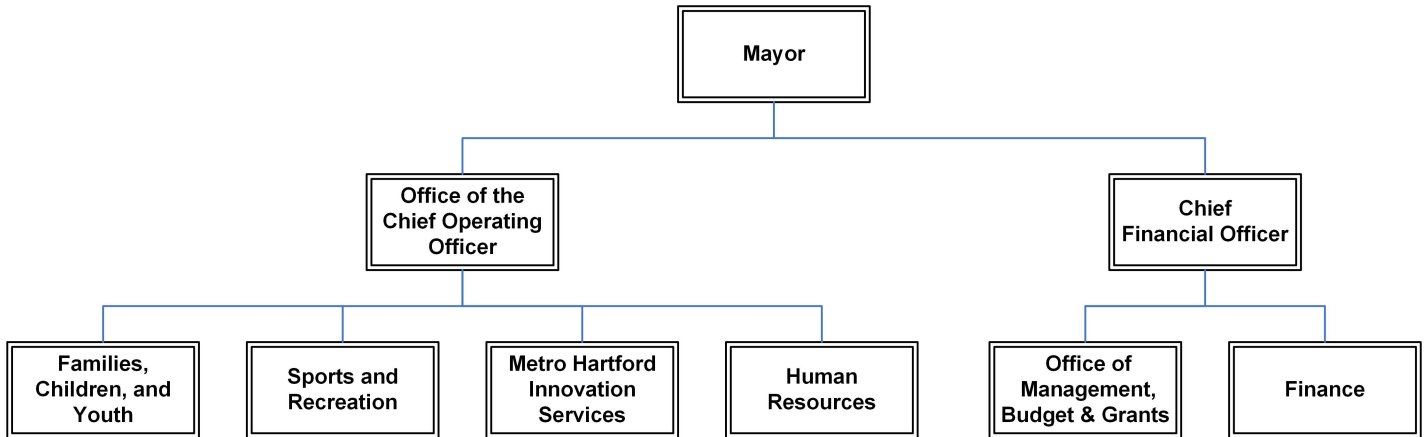 Mayor
Office of the
Chief Operating
Officer
Chief
Financial Officer
Families,
Children, and
Youth
Sports and
Recreation
Metro Hartford
Innovation
Services
Human
Resources
Office of
Management,
Budget & Grants
Finance